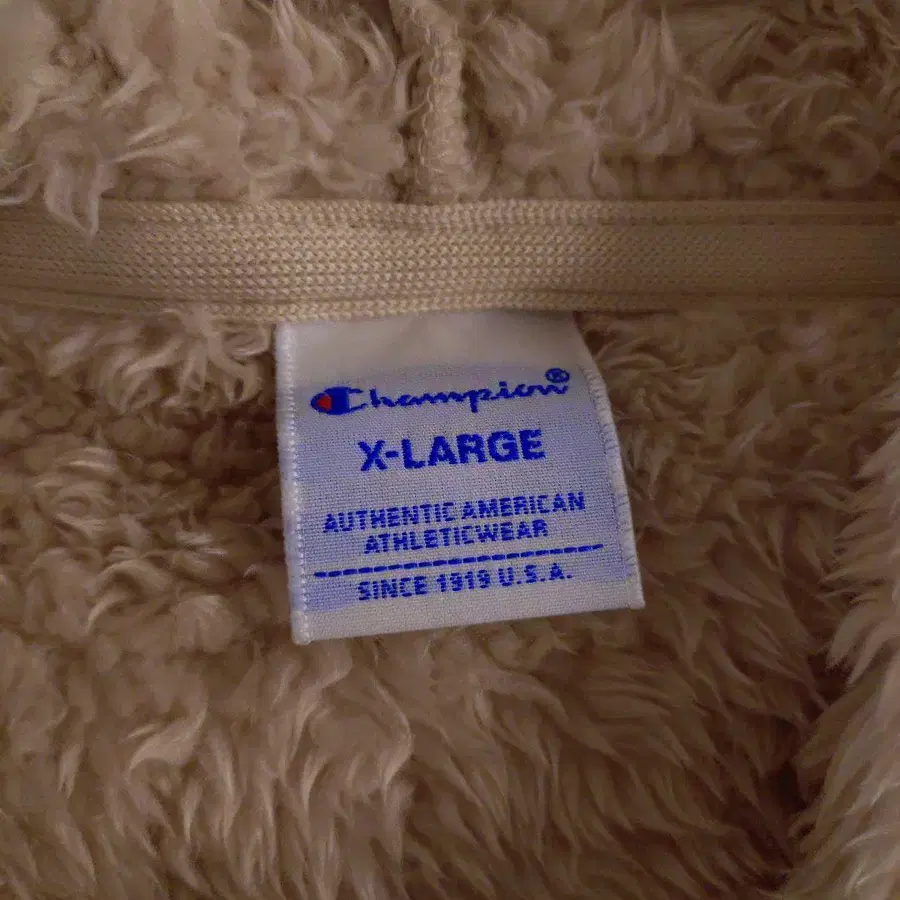 Champion®
X-LARGE
AUTHENTIC AMERICAN
ATHLETICWEAR
SINCE 1919 U.S.A.